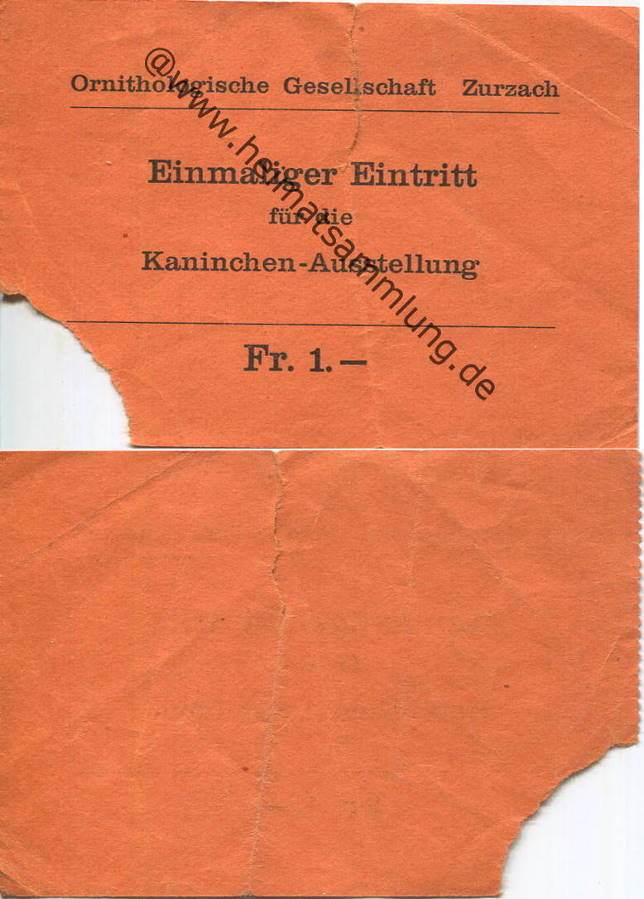 Ornithologische Gesellschaft Zurzach
Einmaliger Eintritt
für die
Kaninchen-Ausstellung
Fr. 1.—
@www.heimatsammlung.de